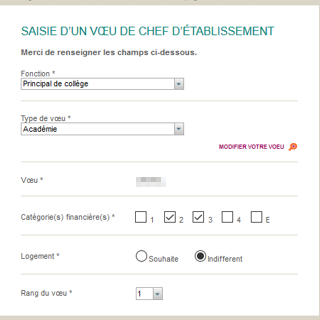 SAISIE D'UN VŒU DE CHEF D'ÉTABLISSEMENT
Merci de renseigner les champs ci-dessous.
Fonction *
Principal de collège
Type de vœu *
Académie
MODIFIER VOTRE VOEU
Vœu *
Catégorie(s) financière(s) * 1 2 3 4 E
Logement * Souhaite Indifferent
Rang du vœu * 1